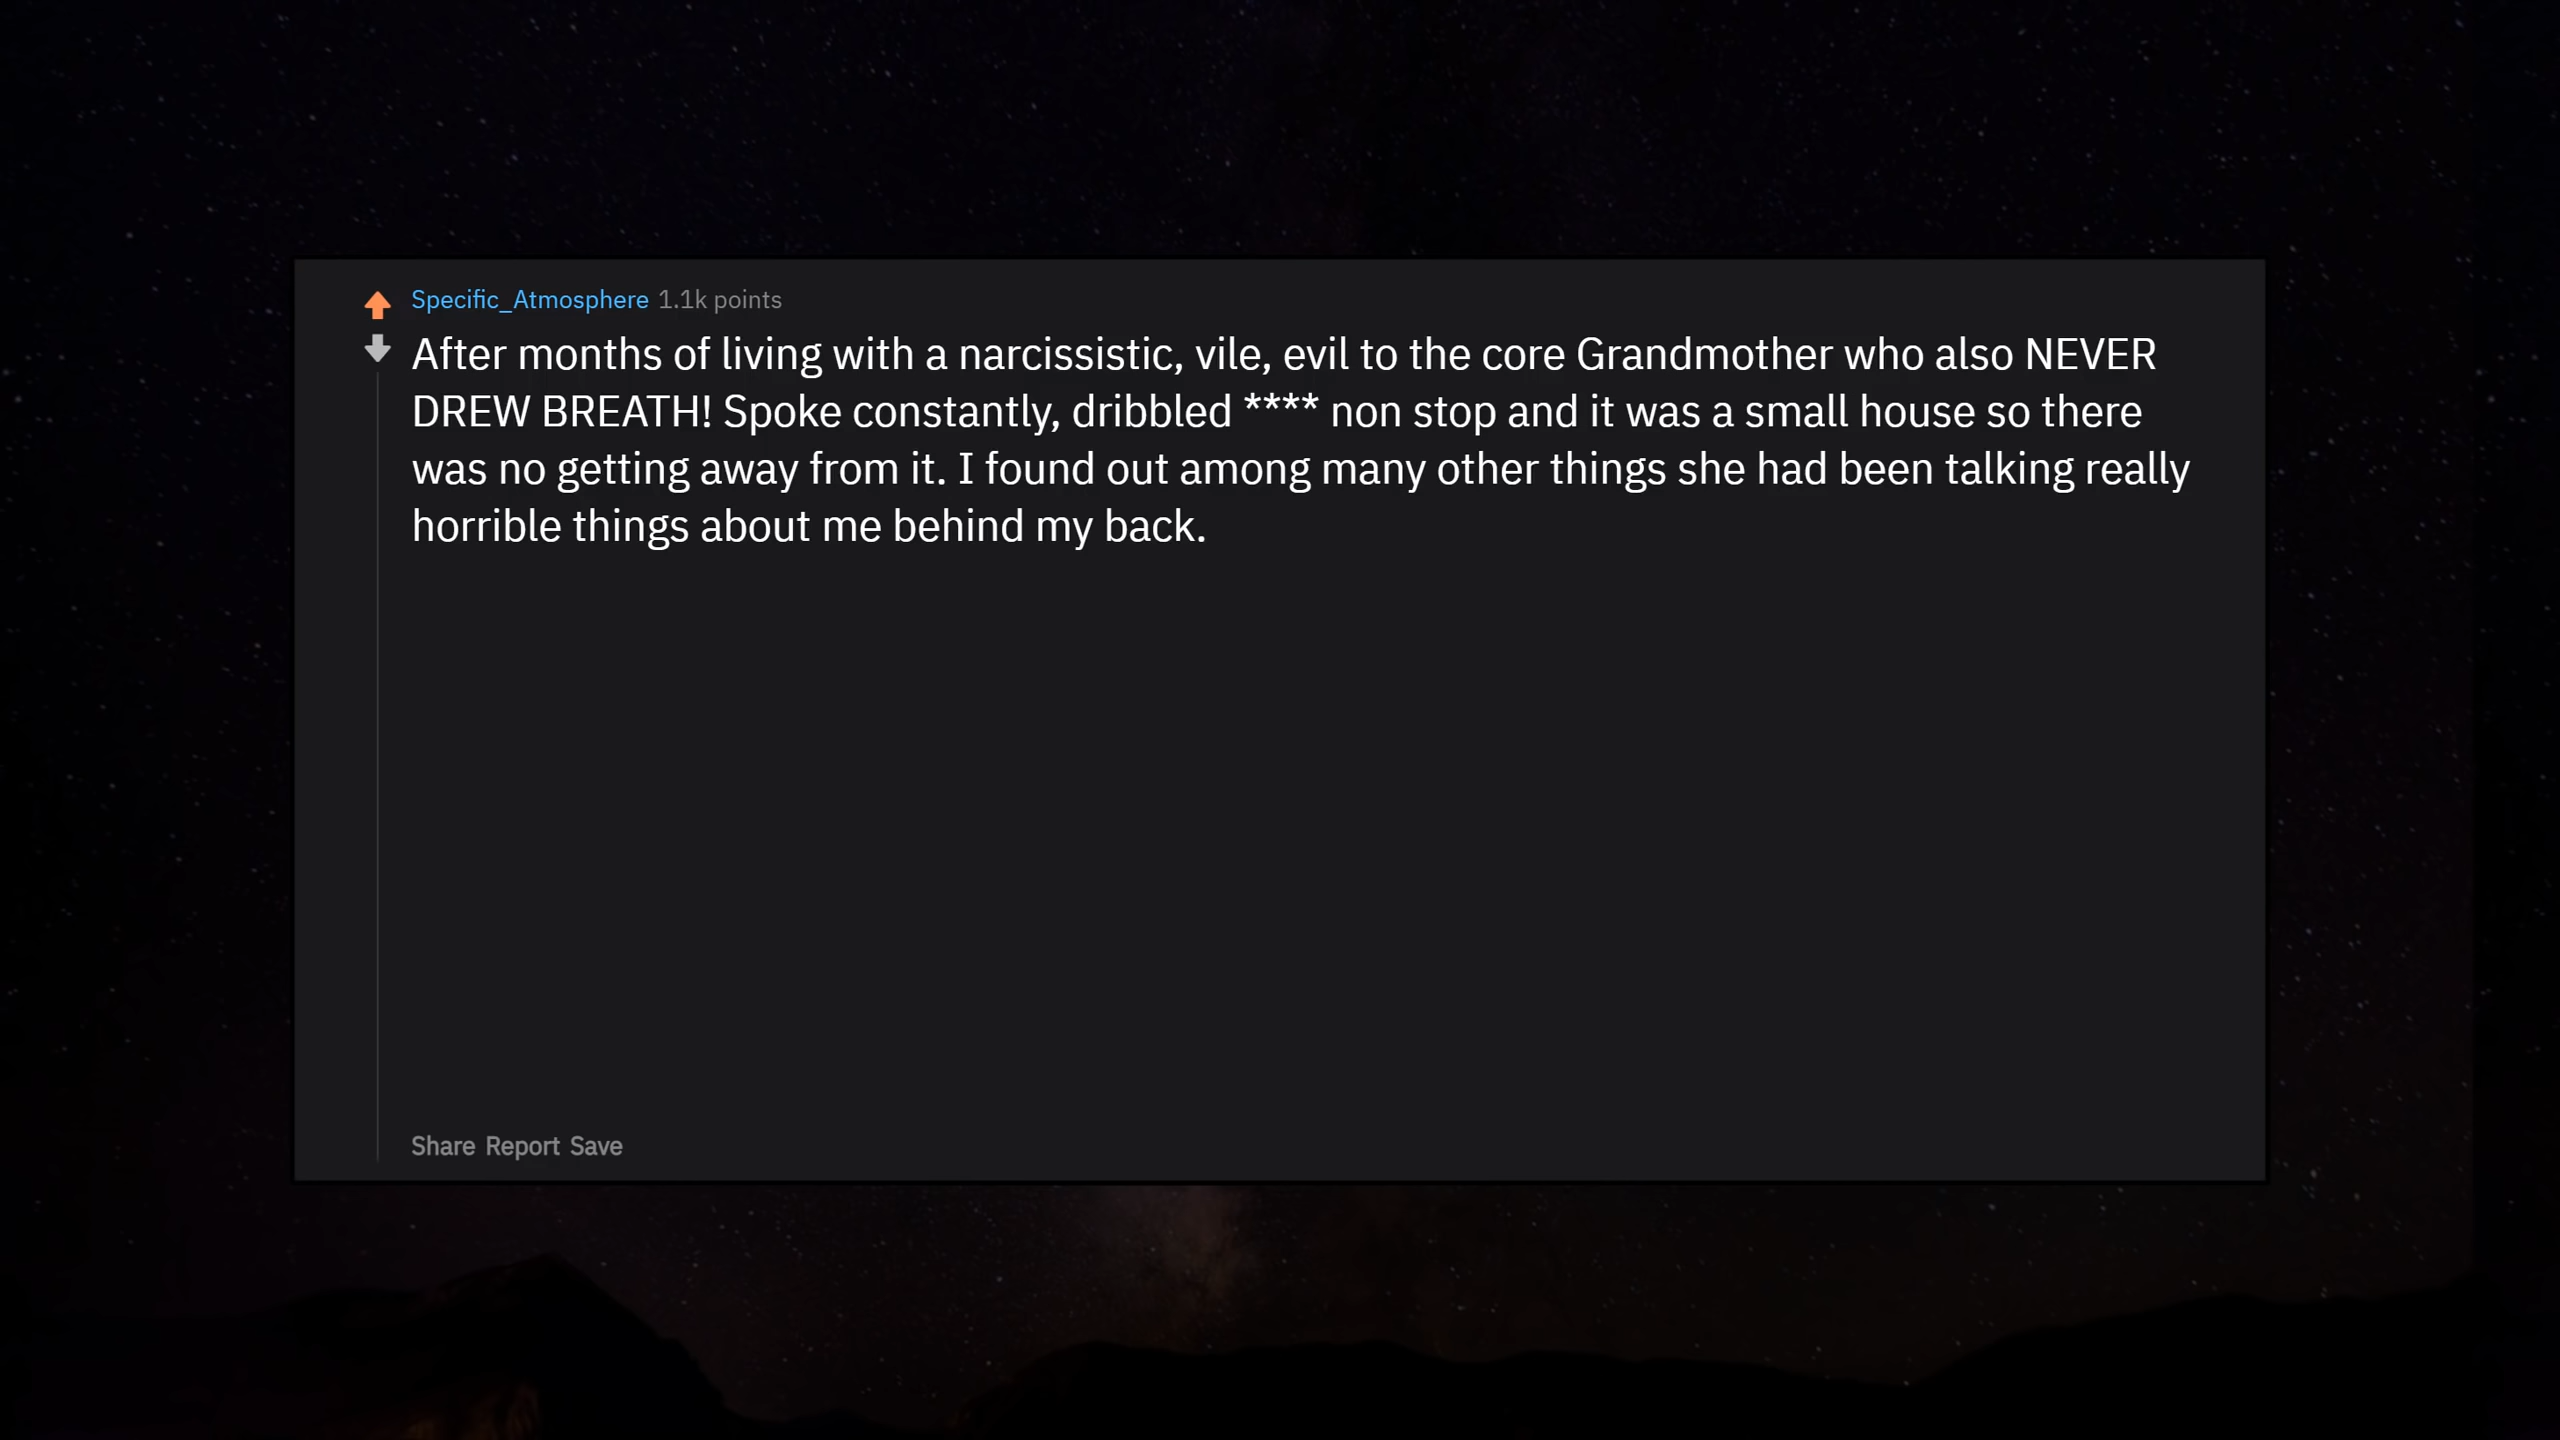 Specific_Atmosphere 1.1k points
After months of living with a narcissistic, vile, evil to the core Grandmother who also NEVER
DREW BREATH! Spoke constantly, dribbled **** non stop and it was a small house so there
was no getting away from it. I found out among many other things she had been talking really
horrible things about me behind my back.
Share Report Save